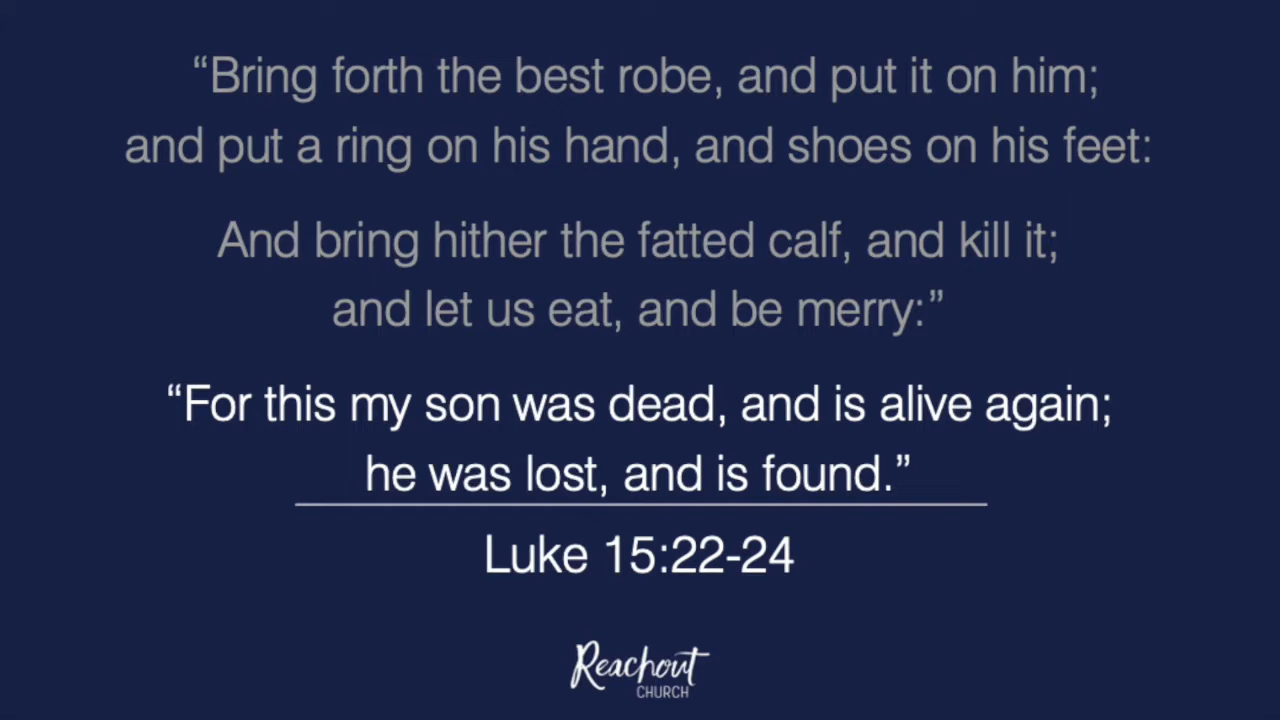 “Bring forth the best robe, and put it on him;
and put a ring on his hand, and shoes on his feet:
And bring hither the fatted calf, and kill it;
and let us eat, and be merry:”
“For this my son was dead, and is alive again;
he was lost, and is found.”
Luke 15:22-24
Reachout
CHURCH